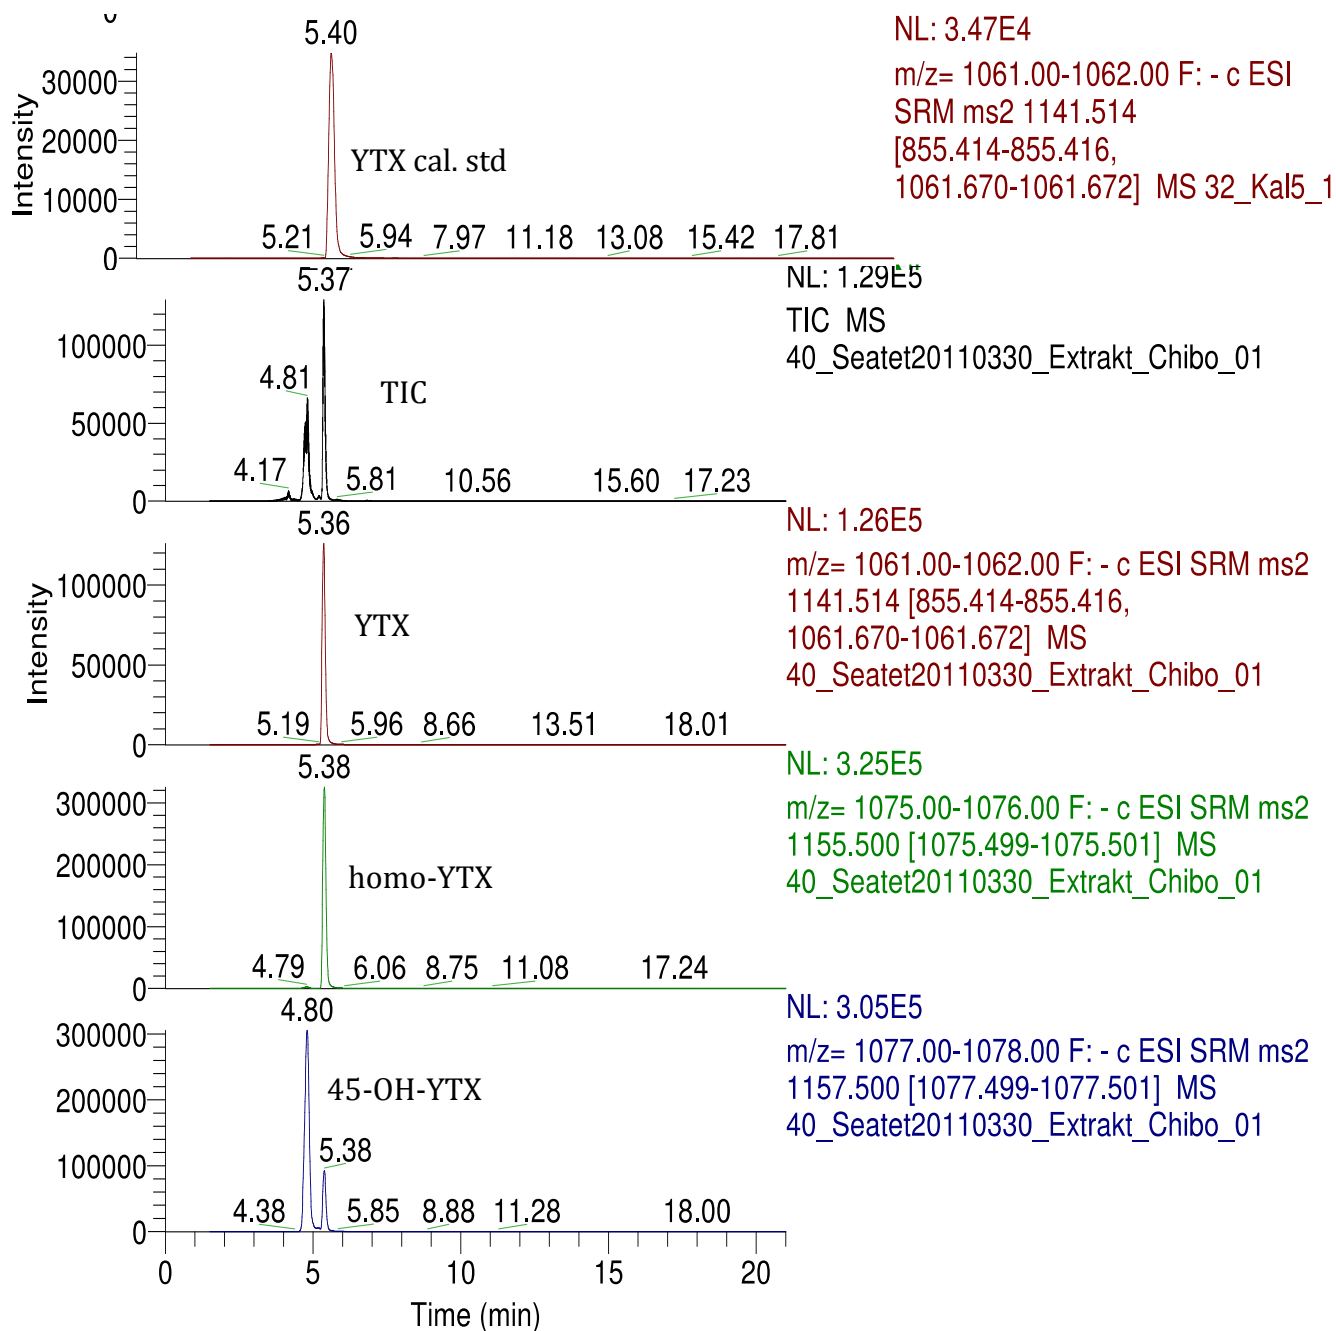 5.40
NL: 3.47E4
m/z= 1061.00-1062.00 F: - c ESI
SRM ms2 1141.514
[855.414-855.416,
1061.670-1061.672] MS 32_Kal5_1
Intensity
30000
20000
10000
0
YTX cal. std
5.21 5.94 7.97 11.18 13.08 15.42 17.81
5.37
NL: 1.29E5
TIC MS
40_Seatet20110330_Extrakt_Chibo_01
100000
50000
0
4.81
TIC
4.17 5.81 10.56 15.60 17.23
5.36
NL: 1.26E5
m/z= 1061.00-1062.00 F: - c ESI SRM ms2
1141.514 [855.414-855.416,
1061.670-1061.672] MS
40_Seatet20110330_Extrakt_Chibo_01
Intensity
100000
50000
0
YTX
5.19 5.96 8.66 13.51 18.01
5.38
NL: 3.25E5
m/z= 1075.00-1076.00 F: - c ESI SRM ms2
1155.500 [1075.499-1075.501] MS
40_Seatet20110330_Extrakt_Chibo_01
300000
200000
100000
0
homo-YTX
4.79 6.06 8.75 11.08 17.24
4.80
NL: 3.05E5
m/z= 1077.00-1078.00 F: - c ESI SRM ms2
1157.500 [1077.499-1077.501] MS
40_Seatet20110330_Extrakt_Chibo_01
300000
200000
100000
0
45-OH-YTX
5.38
4.38 5.85 8.88 11.28 18.00
0 5 10 15 20
Time (min)